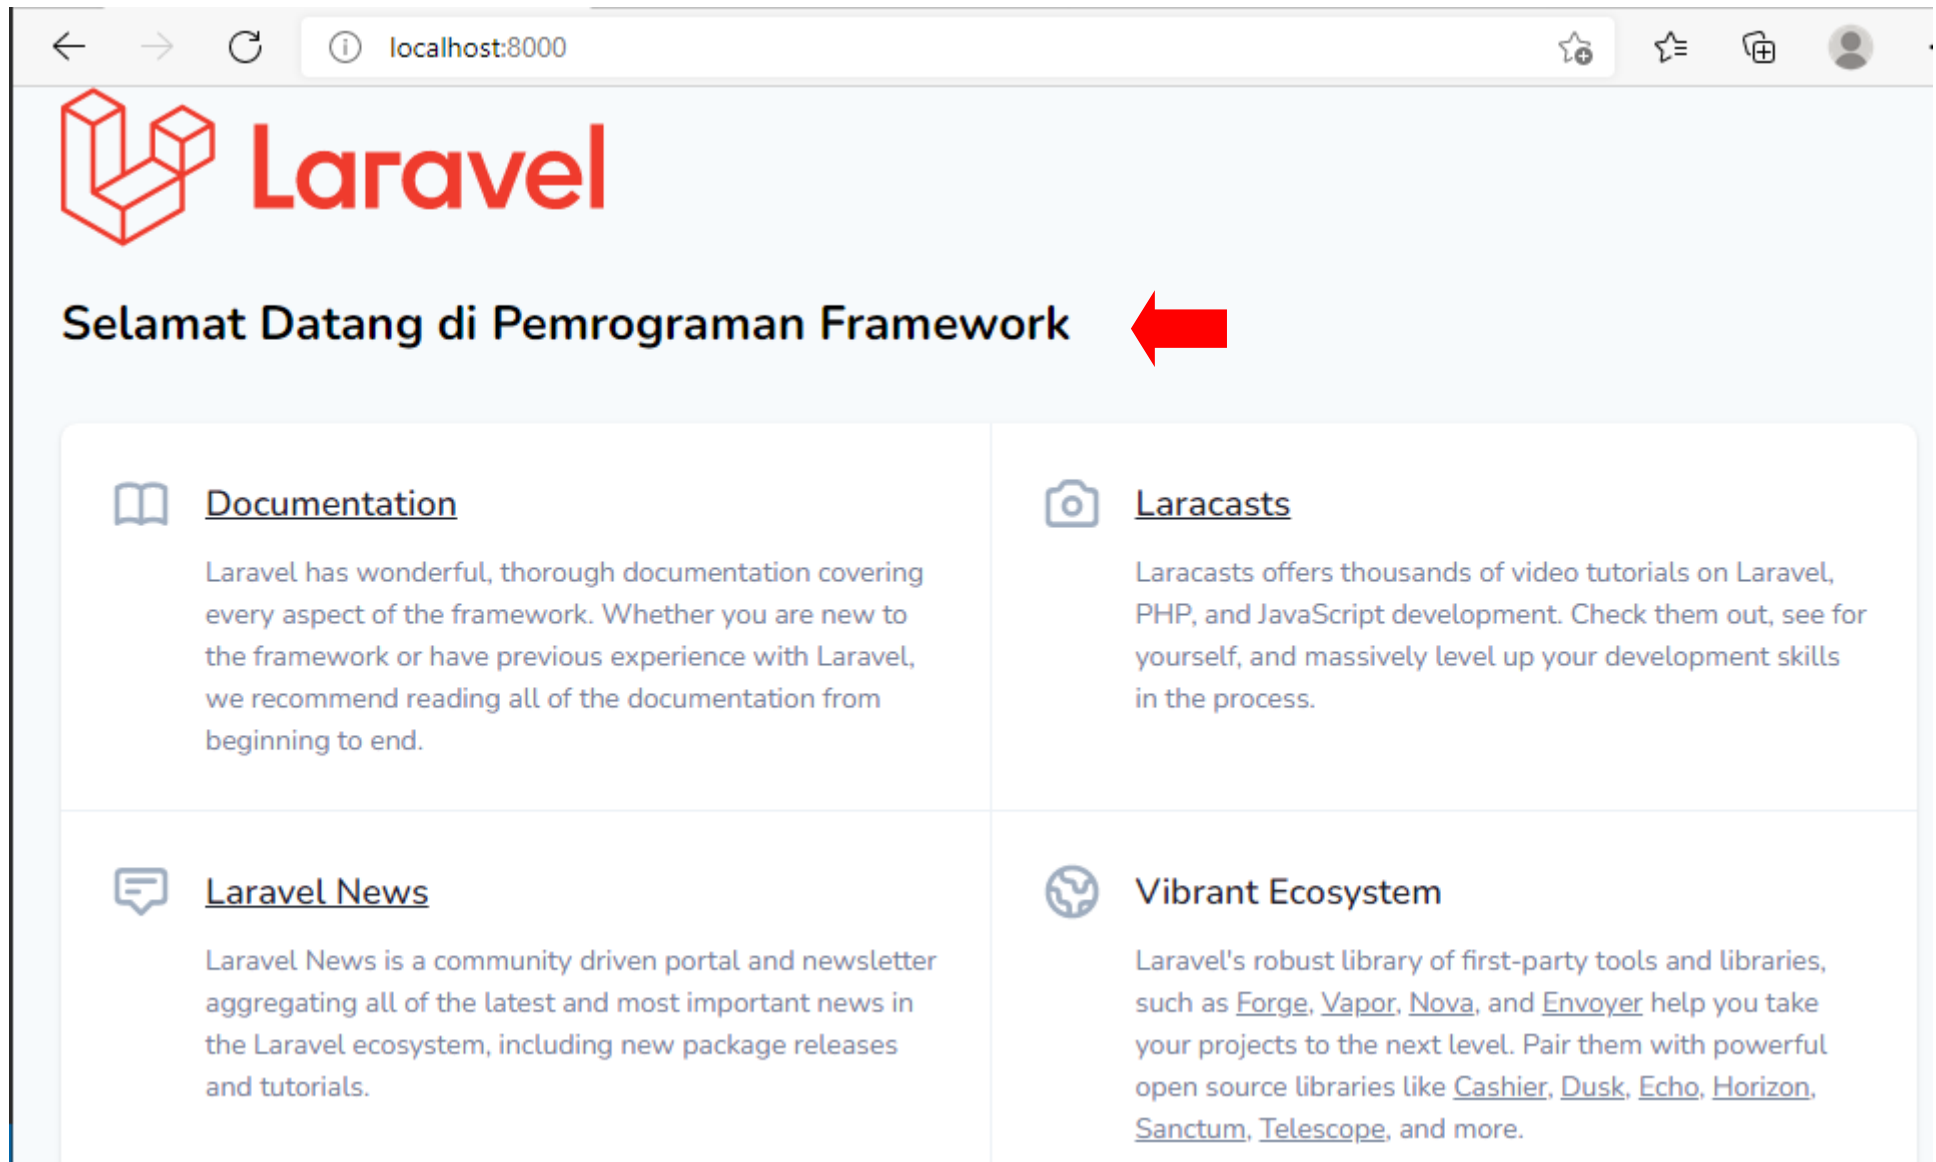 localhost:8000
Laravel
Selamat Datang di Pemrograman Framework
Documentation
Laravel has wonderful, thorough documentation covering
every aspect of the framework. Whether you are new to
the framework or have previous experience with Laravel,
we recommend reading all of the documentation from
beginning to end.
Laracasts
Laracasts offers thousands of video tutorials on Laravel,
PHP, and JavaScript development. Check them out, see for
yourself, and massively level up your development skills
in the process.
Laravel News
Laravel News is a community driven portal and newsletter
aggregating all of the latest and most important news in
the Laravel ecosystem, including new package releases
and tutorials.
Vibrant Ecosystem
Laravel's robust library of first-party tools and libraries,
such as Forge, Vapor, Nova, and Envoyer help you take
your projects to the next level. Pair them with powerful
open source libraries like Cashier, Dusk, Echo, Horizon,
Sanctum, Telescope, and more.